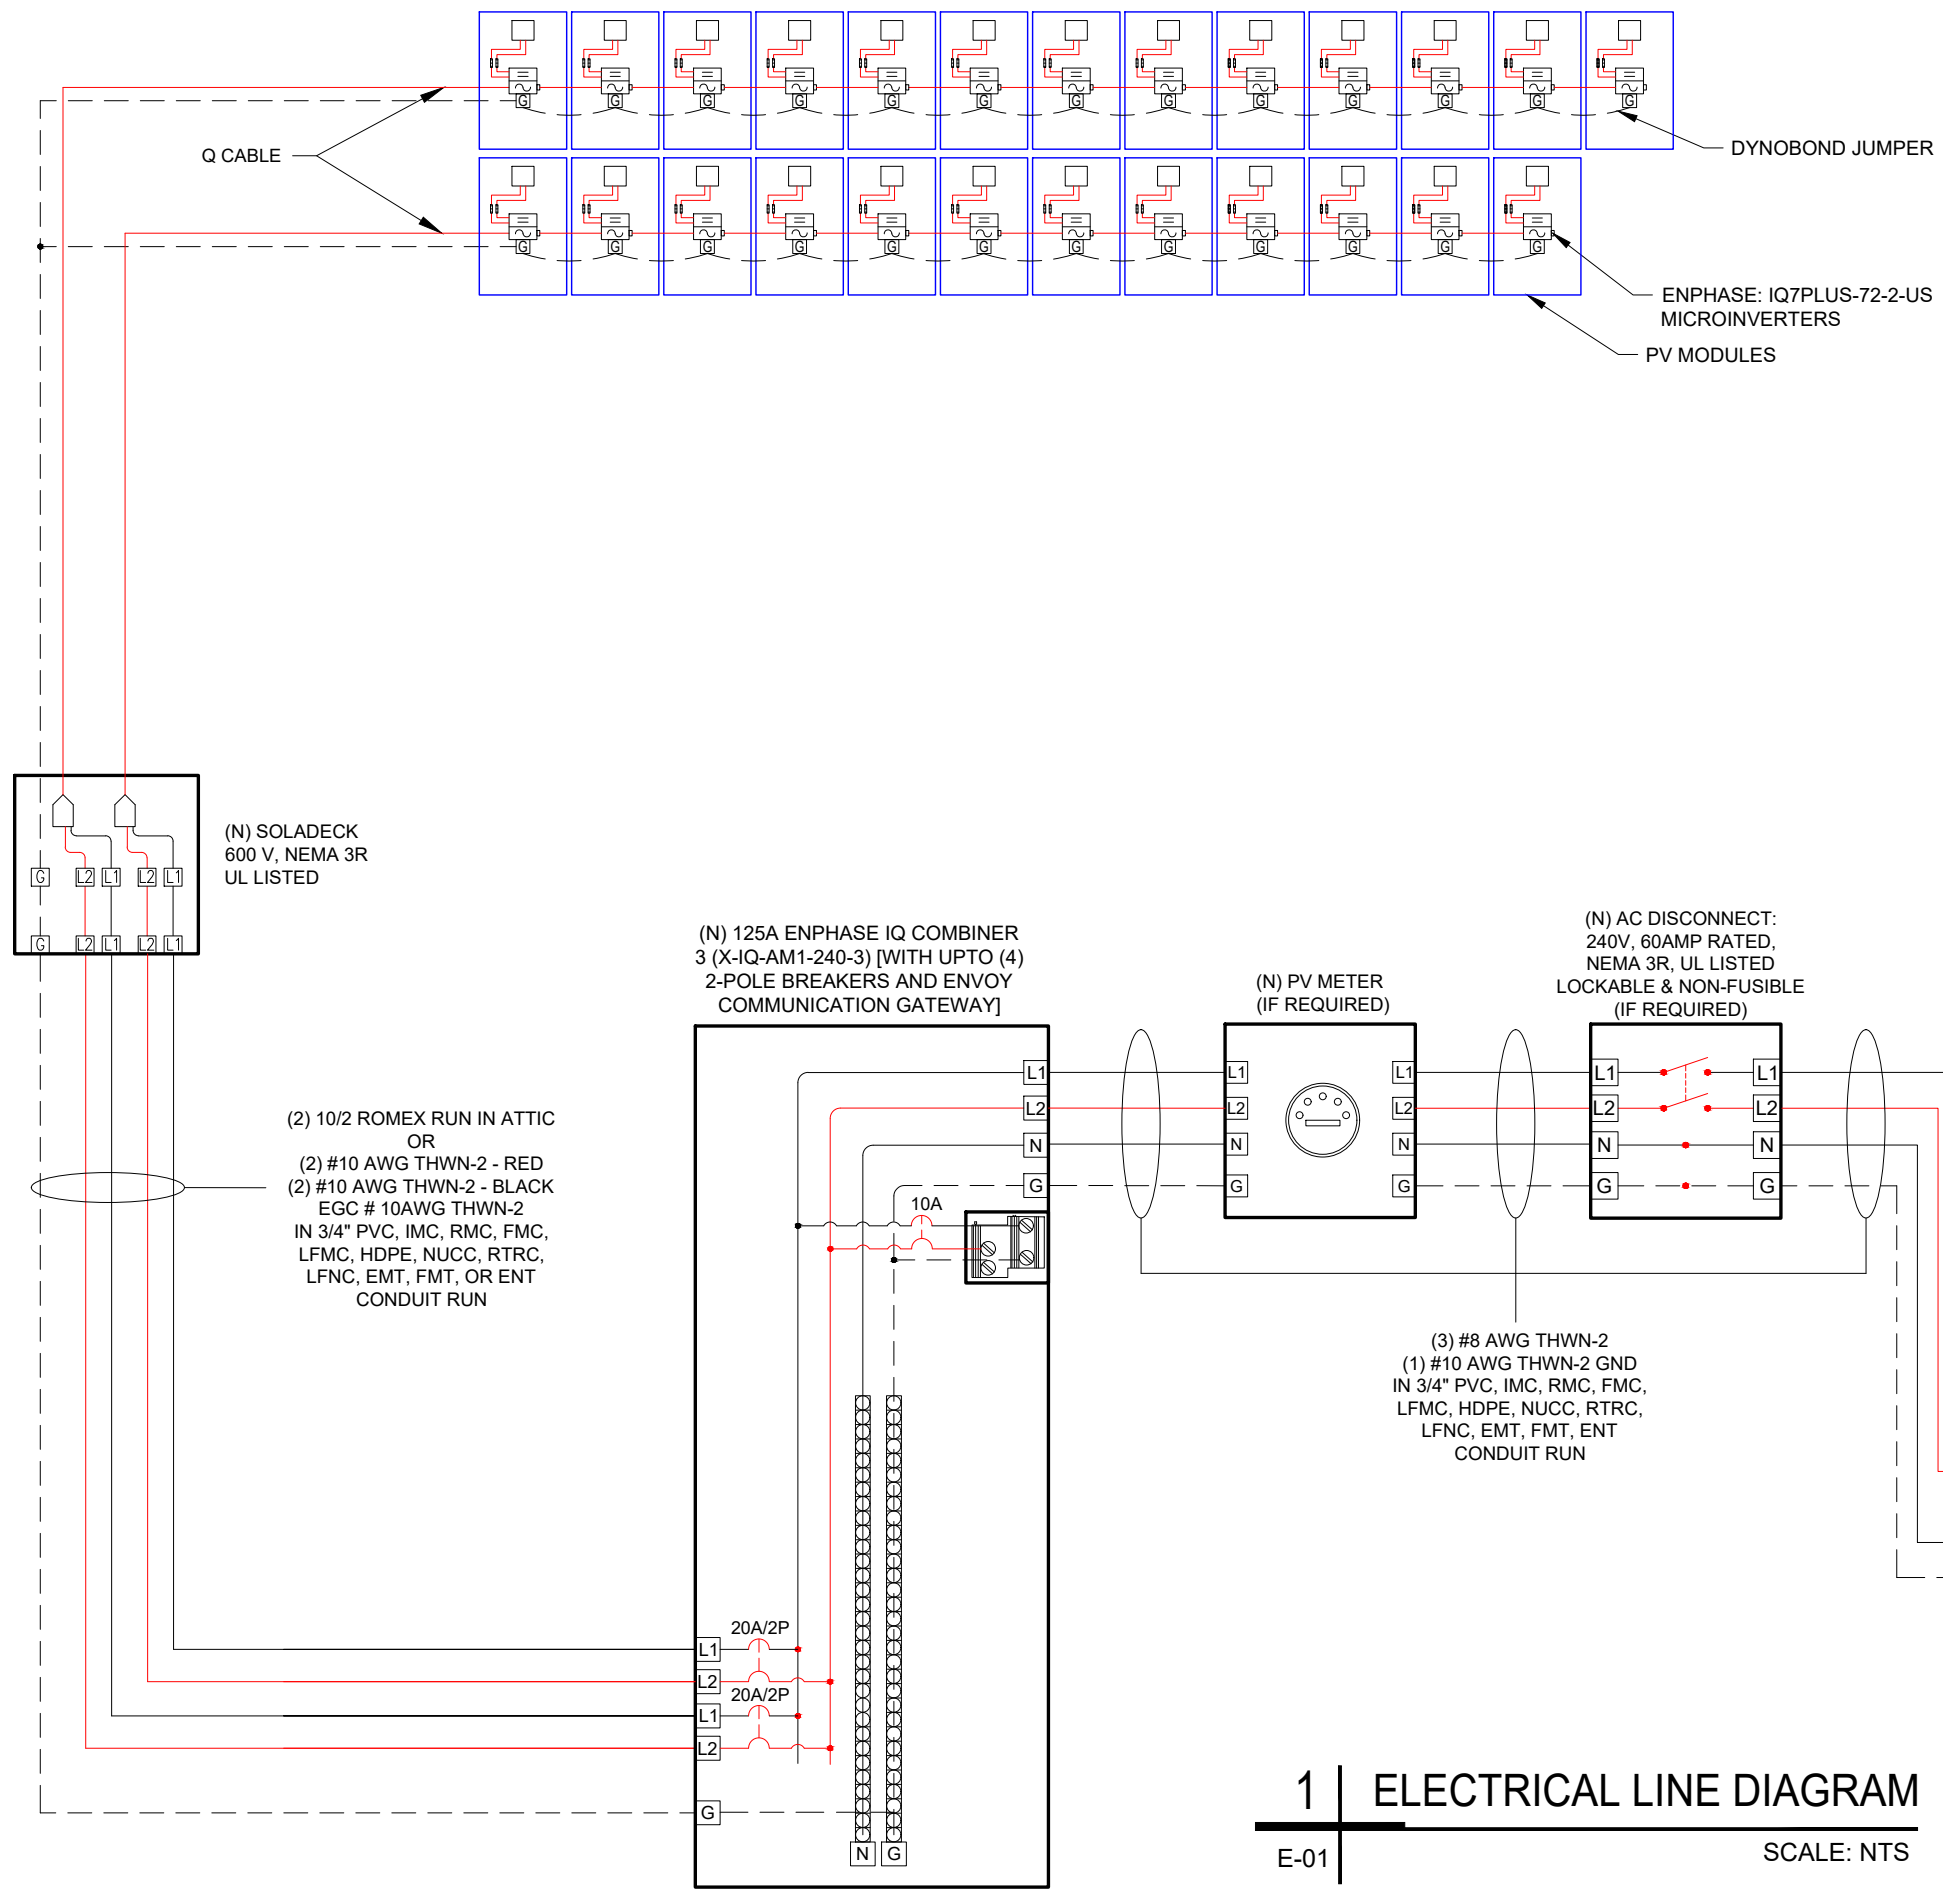 Q CABLE
DYNOBOND JUMPER
ENPHASE: IQ7PLUS-72-2-US
MICROINVERTERS
PV MODULES
G G G G G G G G G G G G G
G G G G G G G G G G G G
(N) SOLADECK
600 V, NEMA 3R
UL LISTED
G L2 L1 L2 L1
G L2 L1 L2 L1
(2) 10/2 ROMEX RUN IN ATTIC
OR
(2) #10 AWG THWN-2 - RED
(2) #10 AWG THWN-2 - BLACK
EGC # 10AWG THWN-2
IN 3/4" PVC, IMC, RMC, FMC,
LFMC, HDPE, NUCC, RTRC,
LFNC, EMT, FMT, OR ENT
CONDUIT RUN
(N) 125A ENPHASE IQ COMBINER
3 (X-IQ-AM1-240-3) [WITH UPTO (4)
2-POLE BREAKERS AND ENVOY
COMMUNICATION GATEWAY]
L1
L2
N
G
10A
20A/2P
L1
L2
20A/2P
L1
L2
G
N G
(N) PV METER
(IF REQUIRED)
L1 L1
L2 L2
N N
G G
(N) AC DISCONNECT:
240V, 60AMP RATED,
NEMA 3R, UL LISTED
LOCKABLE & NON-FUSIBLE
(IF REQUIRED)
L1 L1
L2 L2
N N
G G
(3) #8 AWG THWN-2
(1) #10 AWG THWN-2 GND
IN 3/4" PVC, IMC, RMC, FMC,
LFMC, HDPE, NUCC, RTRC,
LFNC, EMT, FMT, ENT
CONDUIT RUN
1 ELECTRICAL LINE DIAGRAM
E-01 SCALE: NTS